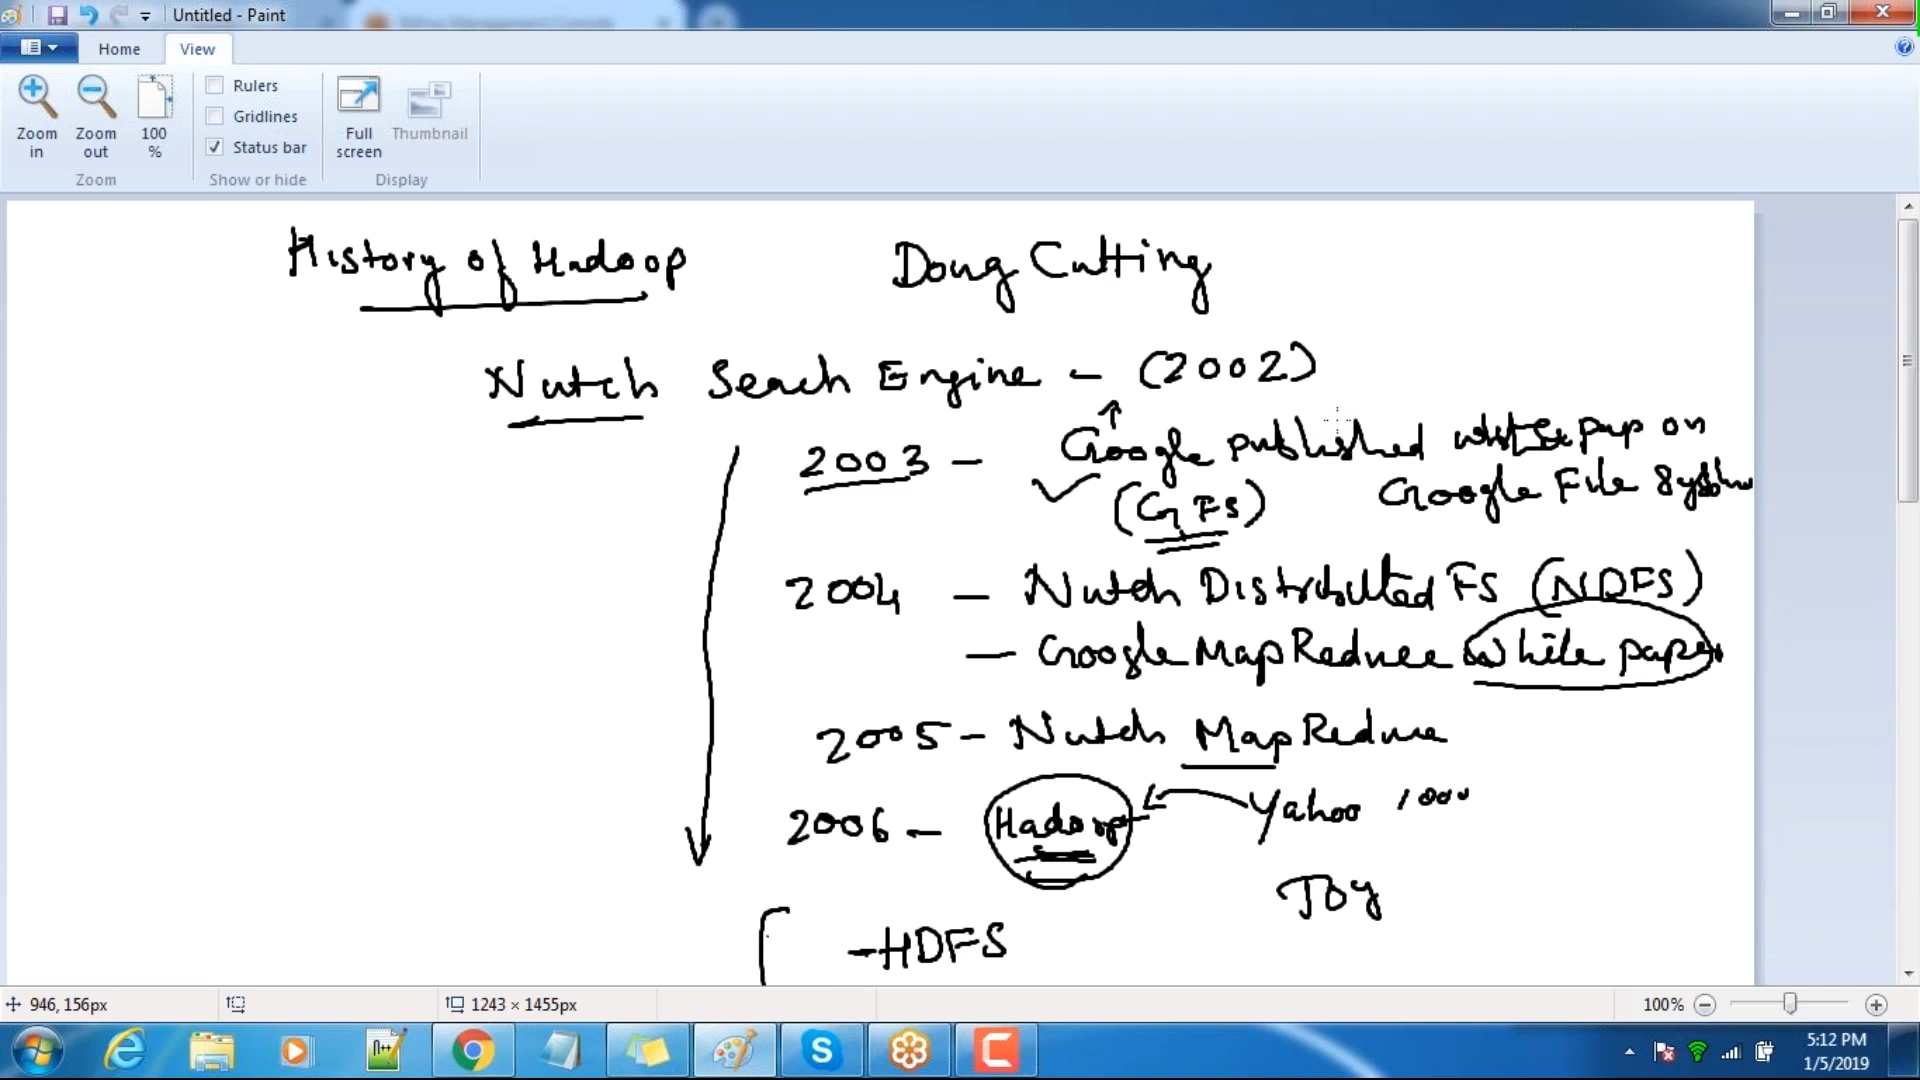 Untitled - Paint
Home View
Zoom in
Zoom out
100 %
Rulers
Gridlines
Status bar
Full screen
Thumbnail
Zoom
Show or hide
Display
History of Hadoop
Doug Cutting
Nutch Seach Engine - (2002)
2003 - Google published white pap on
(GFS) Google File System
2004 - Nutch Distributed FS (NDFS)
- Google MapReduce White paper
2005 - Nutch MapReduce
2006 - Hadoop Yahoo 1000
Toy
-HDFS
946, 156px
1243 × 1455px
100%
5:12 PM
1/5/2019